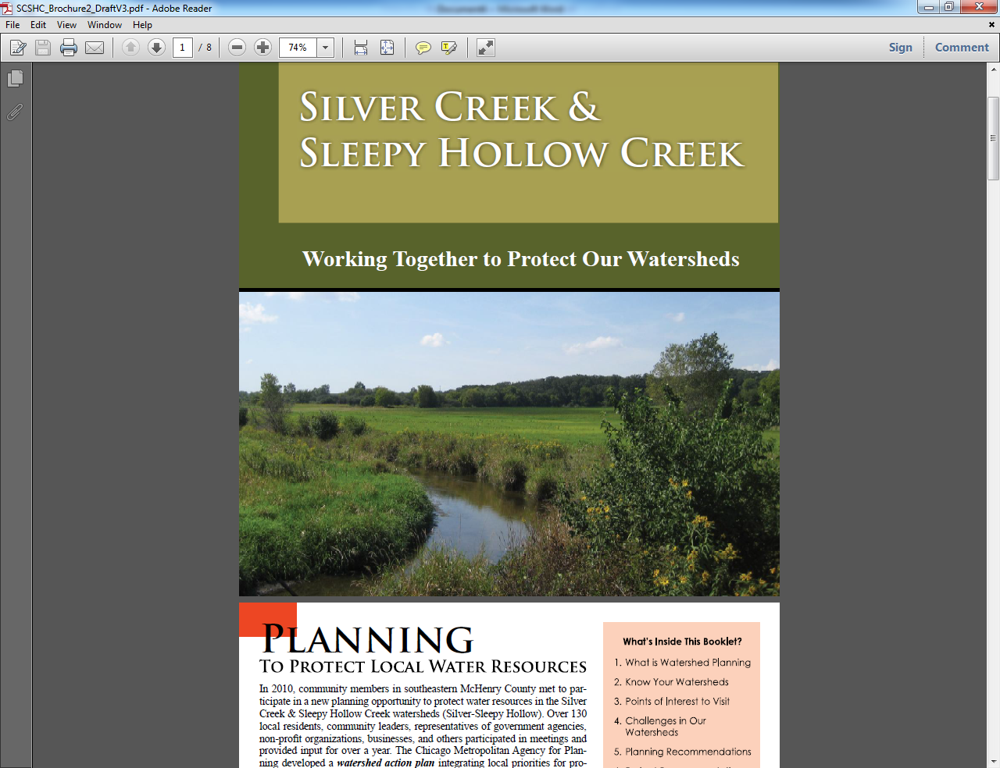 SCSHC_Brochure2_DraftV3.pdf - Adobe Reader
File Edit View Window Help
1 / 8
74%
Sign Comment
SILVER CREEK &
SLEEPY HOLLOW CREEK
Working Together to Protect Our Watersheds
PLANNING
TO PROTECT LOCAL WATER RESOURCES
In 2010, community members in southeastern McHenry County met to par-
ticipate in a new planning opportunity to protect water resources in the Silver
Creek & Sleepy Hollow Creek watersheds (Silver-Sleepy Hollow). Over 130
local residents, community leaders, representatives of government agencies,
non-profit organizations, businesses, and others participated in meetings and
provided input for over a year. The Chicago Metropolitan Agency for Plan-
ning developed a watershed action plan integrating local priorities for pro-
What's Inside This Booklet?
1. What is Watershed Planning
2. Know Your Watersheds
3. Points of Interest to Visit
4. Challenges in Our
Watersheds
5. Planning Recommendations